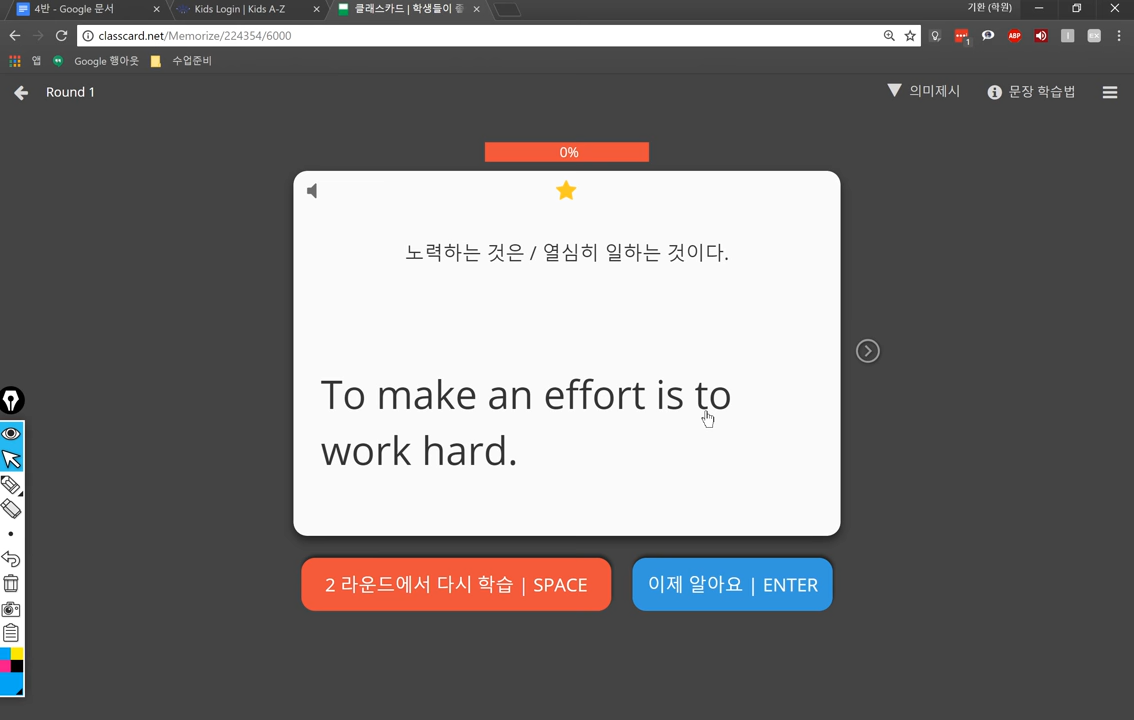 4반 - Google 문서
Kids Login | Kids A-Z
클래스카드 | 학생들이 좋
기환 (학원)
classcard.net/Memorize/224354/6000
ABP
1
앱
Google 행아웃
수업준비
Round 1
의미제시
문장 학습법
0%
노력하는 것은 / 열심히 일하는 것이다.
To make an effort is to
work hard.
2 라운드에서 다시 학습 | SPACE
이제 알아요 | ENTER